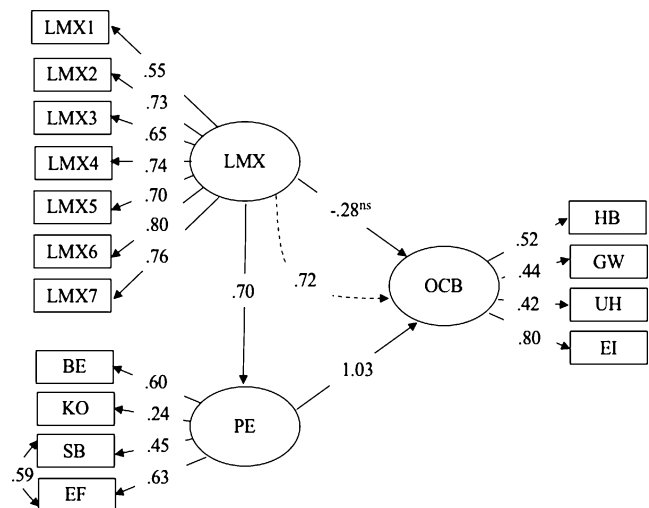 LMX1
.55
LMX2
.73
LMX3
.65
LMX4
.74
LMX5
.70
LMX6
.80
LMX7
.76
LMX
-.28ns
.70
.72
OCB
HB
.52
GW
.44
UH
.42
EI
.80
1.03
BE
.60
KO
.24
SB
.45
EF
.63
.59
PE